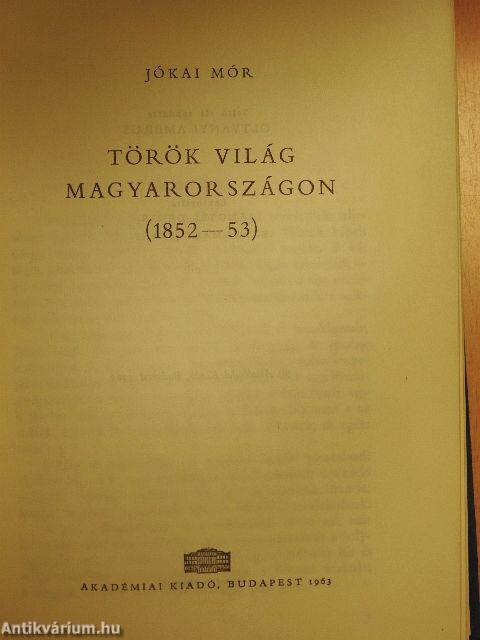 JÓKAI MÓR
TÖRÖK VILÁG
MAGYARORSZÁGON
(1852—53)
AKADÉMIAI KIADÓ, BUDAPEST 1963
Antikvárium.hu